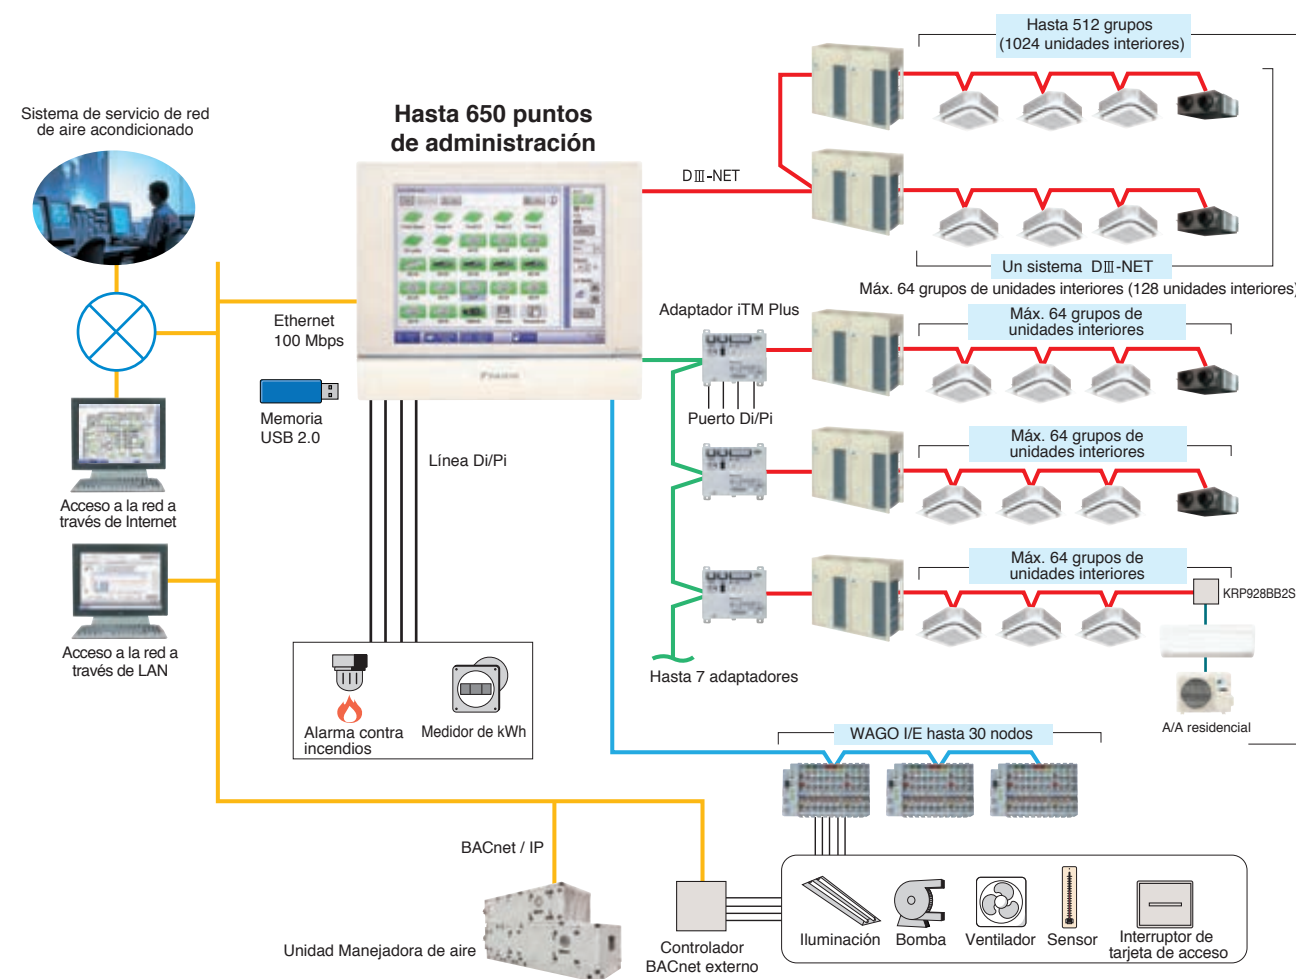 Hasta 512 grupos
(1024 unidades interiores)
Sistema de servicio de red
de aire acondicionado
Hasta 650 puntos
de administración
DIII-NET
Un sistema DIII-NET
Máx. 64 grupos de unidades interiores (128 unidades interiores)
Ethernet
100 Mbps
Adaptador iTM Plus
Máx. 64 grupos de
unidades interiores
DAIKIN
Memoria
USB 2.0
Puerto Di/Pi
Línea Di/Pi
Máx. 64 grupos de
unidades interiores
Acceso a la red a
través de Internet
Máx. 64 grupos de
unidades interiores
KRP928BB2S
Acceso a la red a
través de LAN
Hasta 7 adaptadores
Alarma contra
incendios
Medidor de kWh
A/A residencial
WAGO I/E hasta 30 nodos
BACnet / IP
Unidad Manejadora de aire
Controlador
BACnet externo
Iluminación
Bomba
Ventilador
Sensor
Interruptor de
tarjeta de acceso